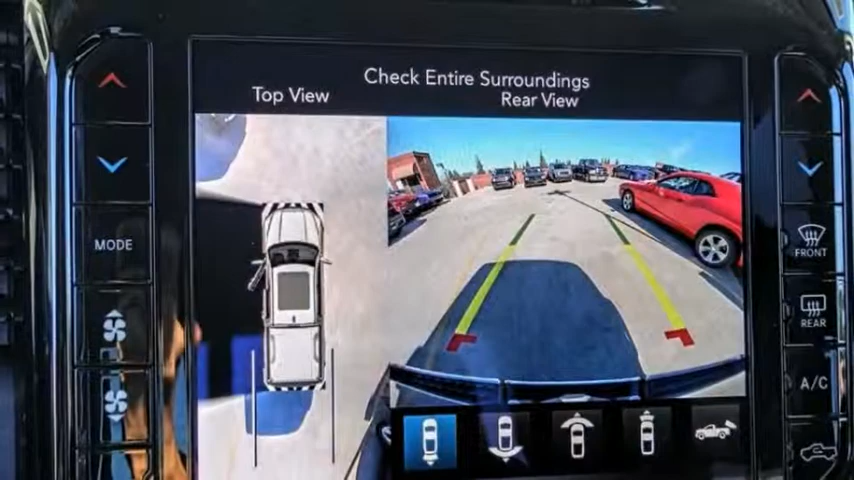 Check Entire Surroundings
Top View
Rear View
MODE
FRONT
REAR
A/C